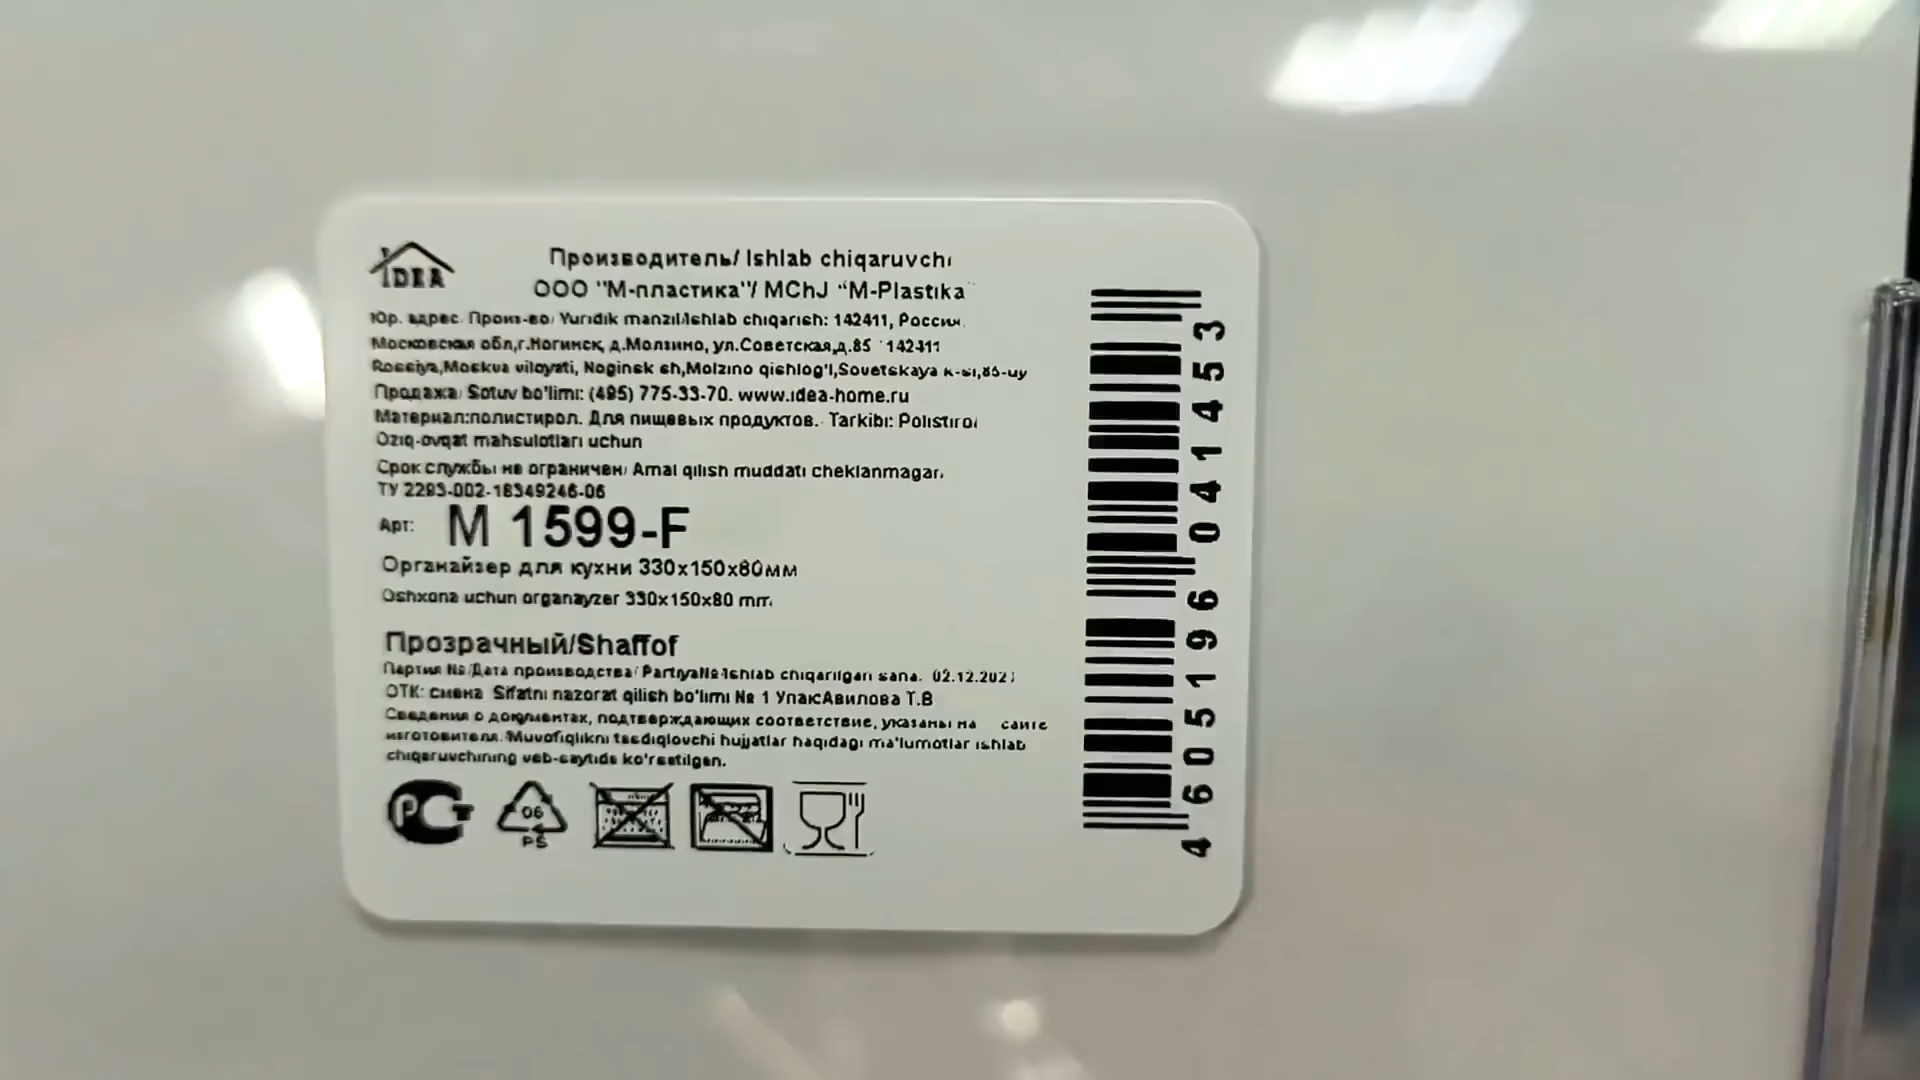 IDEA
Производитель/ Ishlab chiqaruvchi
ООО "М-пластика"/ MChJ "M-Plastika"
Юр. адрес. Произ-во/ Yuridik manzil/Ishlab chiqarish: 142411, Россия,
Московская обл,г.Ногинск, д.Молзино, ул.Советская,д.85 142411
Rossiya,Moskva viloyati, Noginsk sh,Molzino qishlog'i,Sovetskaya k-si,85-uy
Продажа/ Sotuv bo'limi: (495) 775-33-70. www.idea-home.ru
Материал:полистирол. Для пищевых продуктов. Tarkibi: Polistirol
Oziq-ovqat mahsulotlari uchun
Срок службы не ограничен/ Amal qilish muddati cheklanmagan,
ТУ 2293-002-18349246-06
Арт: М 1599-F
Органайзер для кухни 330x150x80мм
Oshxona uchun organayzer 330x150x80 mm.
Прозрачный/Shaffof
Партия №/Дата производства/ Partiya№/Ishlab chiqarilgan sana. 02.12.202
ОТК: смена Sifatni nazorat qilish bo'limi № 1 Упак:Авилова Т.В
Сведения о документах, подтверждающих соответствие, указаны на сайте
изготовителя. Muvofiqlikni tasdiqlovchi hujjatlar haqidagi ma'lumotlar ishlab
chiqaruvchining veb-saytida ko'rsatilgan.
РСТ
06
PS
4 605196 041453